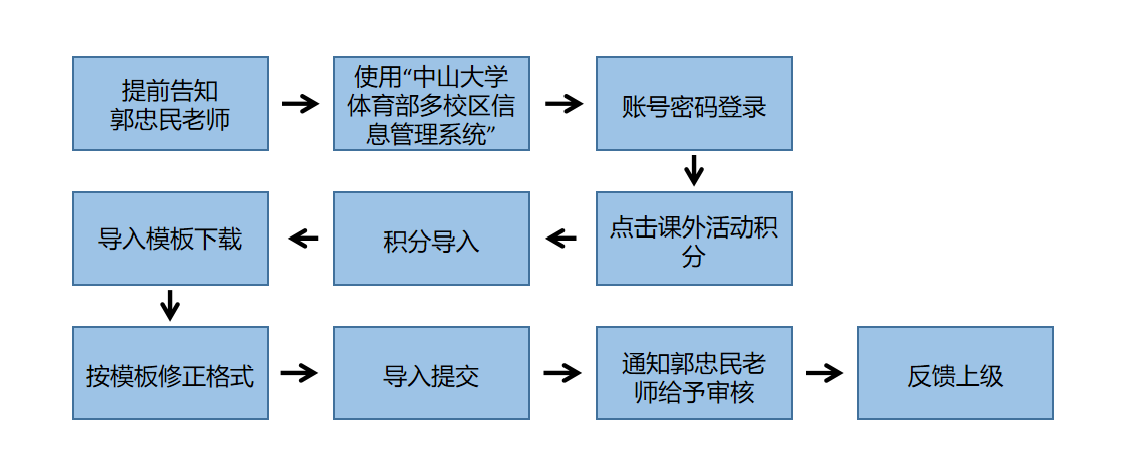 提前告知
郭忠民老师
使用“中山大学
体育部多校区信
息管理系统”
账号密码登录
点击课外活动积
分
积分导入
导入模板下载
按模板修正格式
导入提交
通知郭忠民老
师给予审核
反馈上级